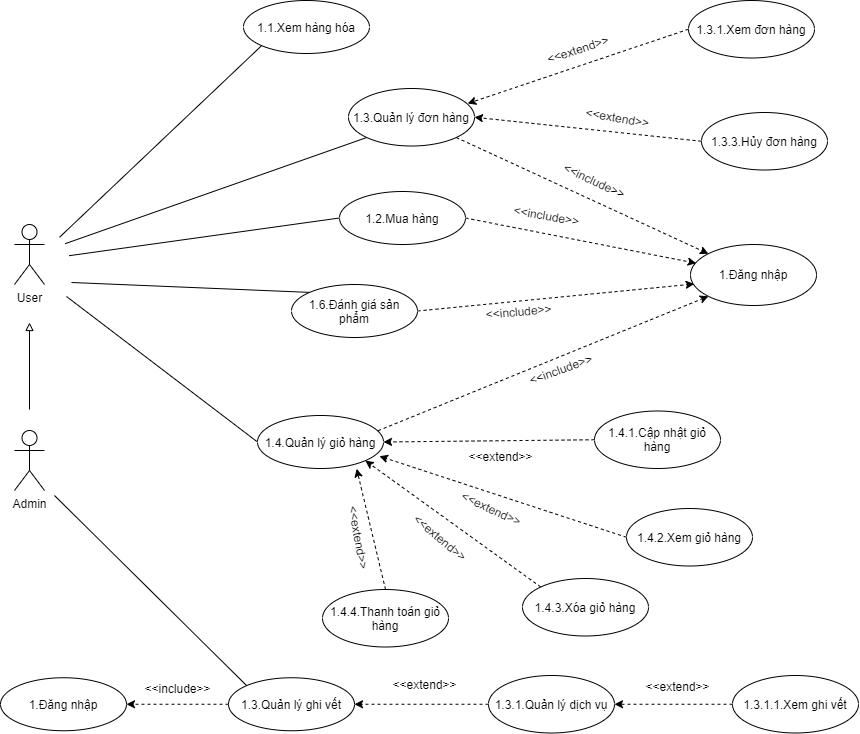 1.1.Xem hàng hóa
1.3.1.Xem đơn hàng
<<extend>>
1.3.Quản lý đơn hàng
<<extend>>
1.3.3.Hủy đơn hàng
<<include>>
1.2.Mua hàng
<<include>>
1.Đăng nhập
User
1.6.Đánh giá sản
phẩm
<<include>>
<<include>>
1.4.Quản lý giỏ hàng
1.4.1.Cập nhật giỏ
hàng
<<extend>>
Admin
<<extend>>
1.4.2.Xem giỏ hàng
<<extend>>
<<extend>>
1.4.4.Thanh toán giỏ
hàng
1.4.3.Xóa giỏ hàng
1.Đăng nhập
<<include>>
1.3.Quản lý ghi vết
<<extend>>
1.3.1.Quản lý dịch vụ
<<extend>>
1.3.1.1.Xem ghi vết